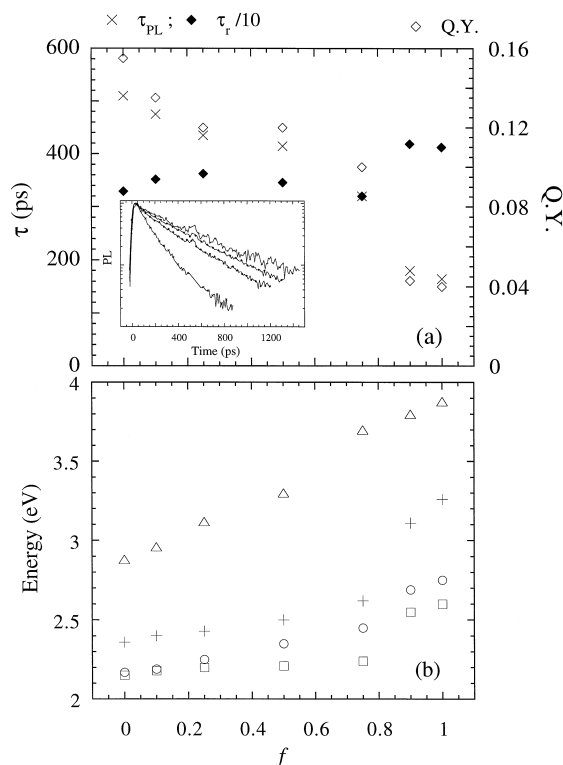 × τPL ; ◆ τr /10 ◇ Q.Y.
600 0.16
0.12
400
τ (ps) 0.08 Q.Y.
200
0.04
PL
0 400 800 1200
Time (ps)
(a)
0 0
4
3.5
Energy (eV)
3
2.5
(b)
2
0 0.2 0.4 0.6 0.8 1
f